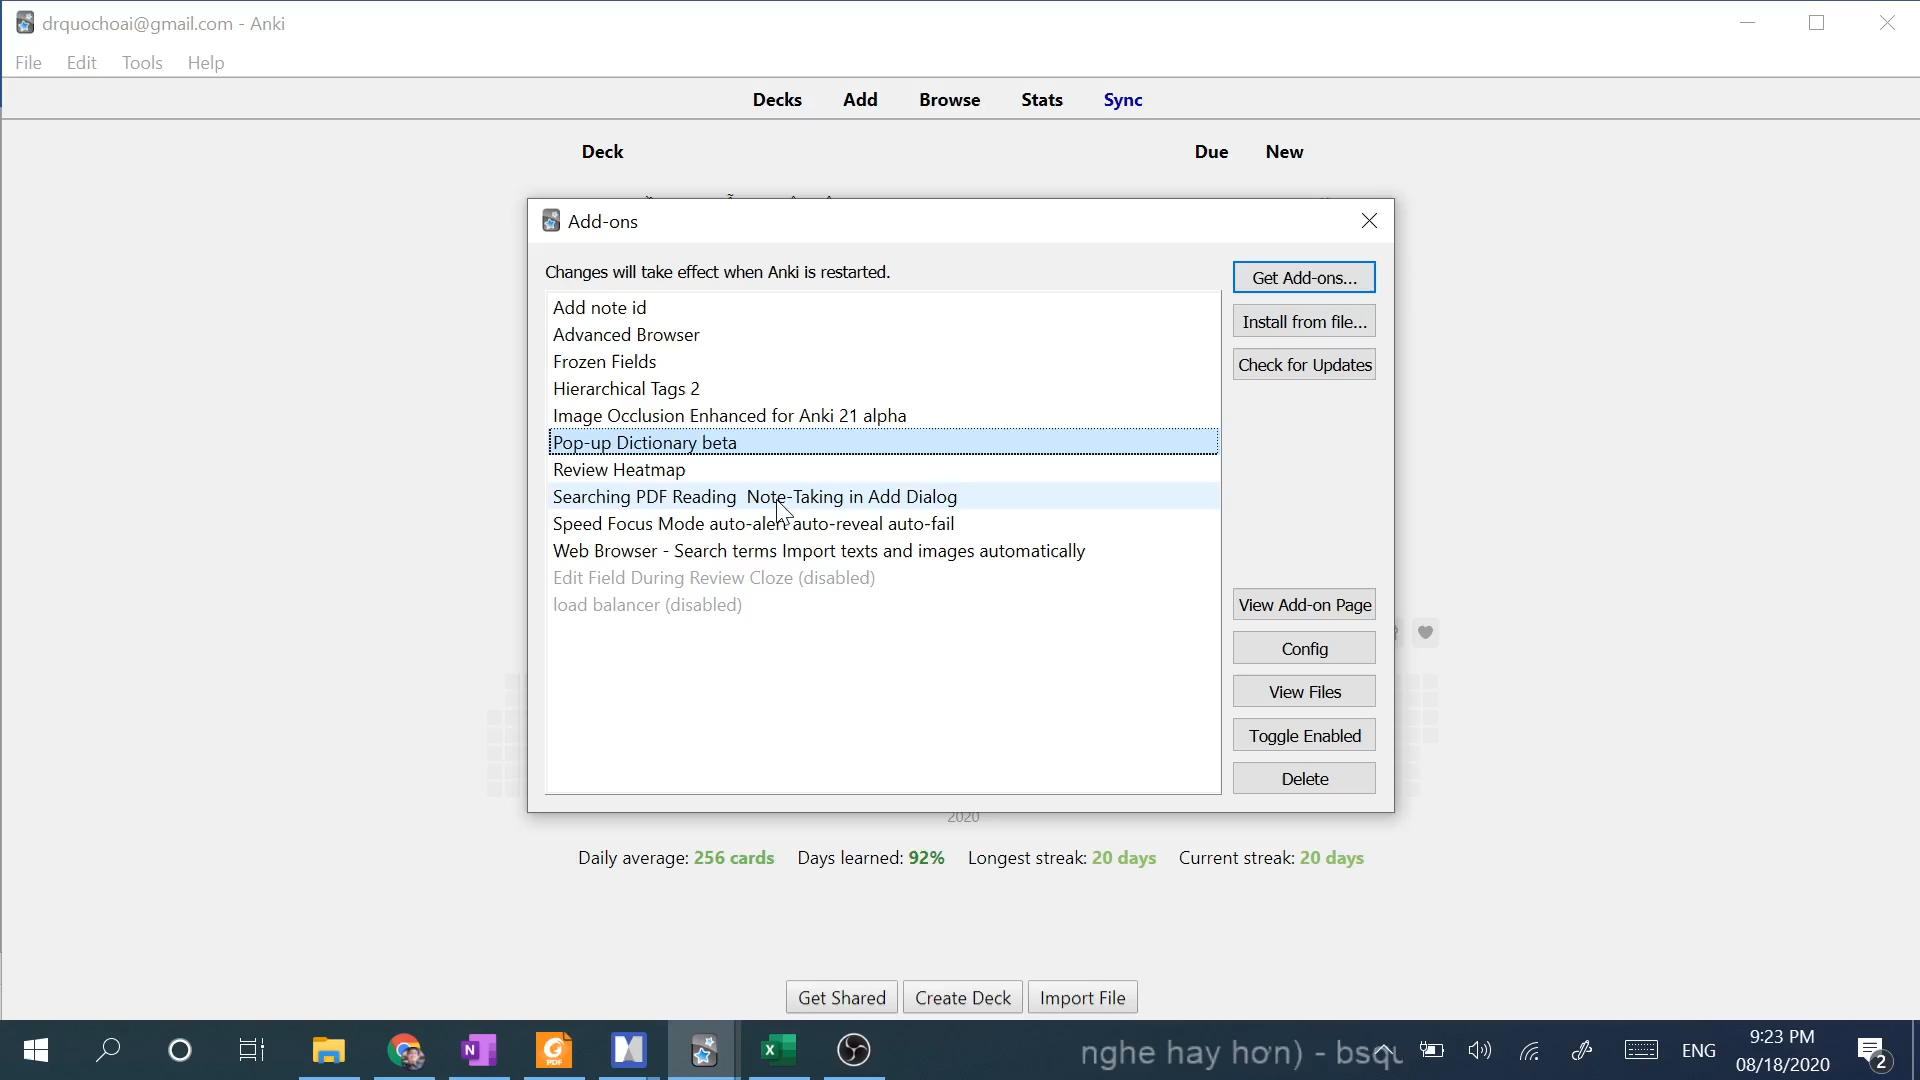 drquochoai@gmail.com - Anki
File Edit Tools Help
Decks Add Browse Stats Sync
Deck Due New
Add-ons
Changes will take effect when Anki is restarted.
Get Add-ons...
Add note id
Install from file...
Advanced Browser
Frozen Fields
Check for Updates
Hierarchical Tags 2
Image Occlusion Enhanced for Anki 21 alpha
Pop-up Dictionary beta
Review Heatmap
Searching PDF Reading Note-Taking in Add Dialog
Speed Focus Mode auto-alert auto-reveal auto-fail
Web Browser - Search terms Import texts and images automatically
Edit Field During Review Cloze (disabled)
load balancer (disabled)
View Add-on Page
Config
View Files
Toggle Enabled
Delete
2020
Daily average: 256 cards Days learned: 92% Longest streak: 20 days Current streak: 20 days
Get Shared Create Deck Import File
nghe hay hơn) - bsqu
ENG
9:23 PM
08/18/2020
2